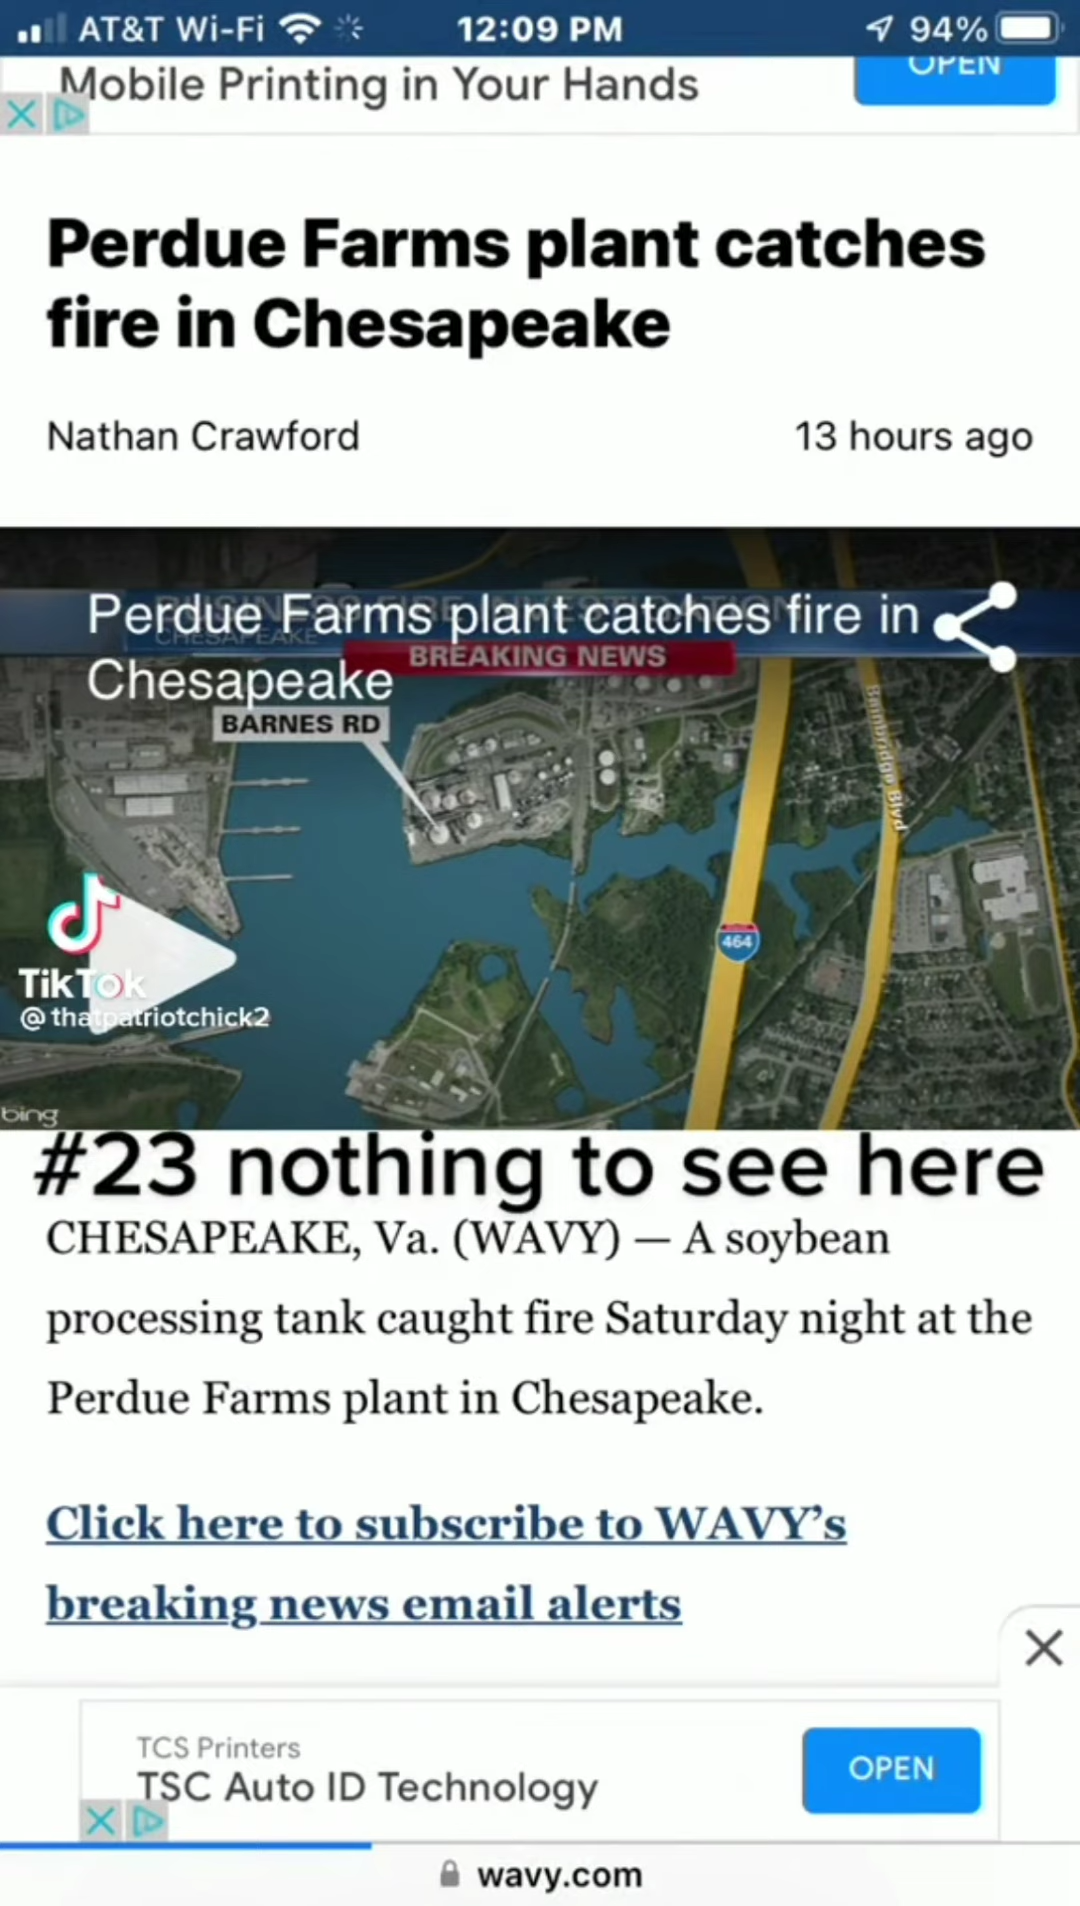 AT&T Wi-Fi 12:09 PM 94%
Mobile Printing in Your Hands OPEN
Perdue Farms plant catches
fire in Chesapeake
Nathan Crawford 13 hours ago
Perdue Farms plant catches fire in
CHESAPEAKE
BREAKING NEWS
Chesapeake
BARNES RD
Bainbridge Blvd
464
TikTok
@thatpatriotchick2
bing
#23 nothing to see here
CHESAPEAKE, Va. (WAVY) — A soybean
processing tank caught fire Saturday night at the
Perdue Farms plant in Chesapeake.
Click here to subscribe to WAVY’s
breaking news email alerts
TCS Printers
TSC Auto ID Technology
OPEN
wavy.com